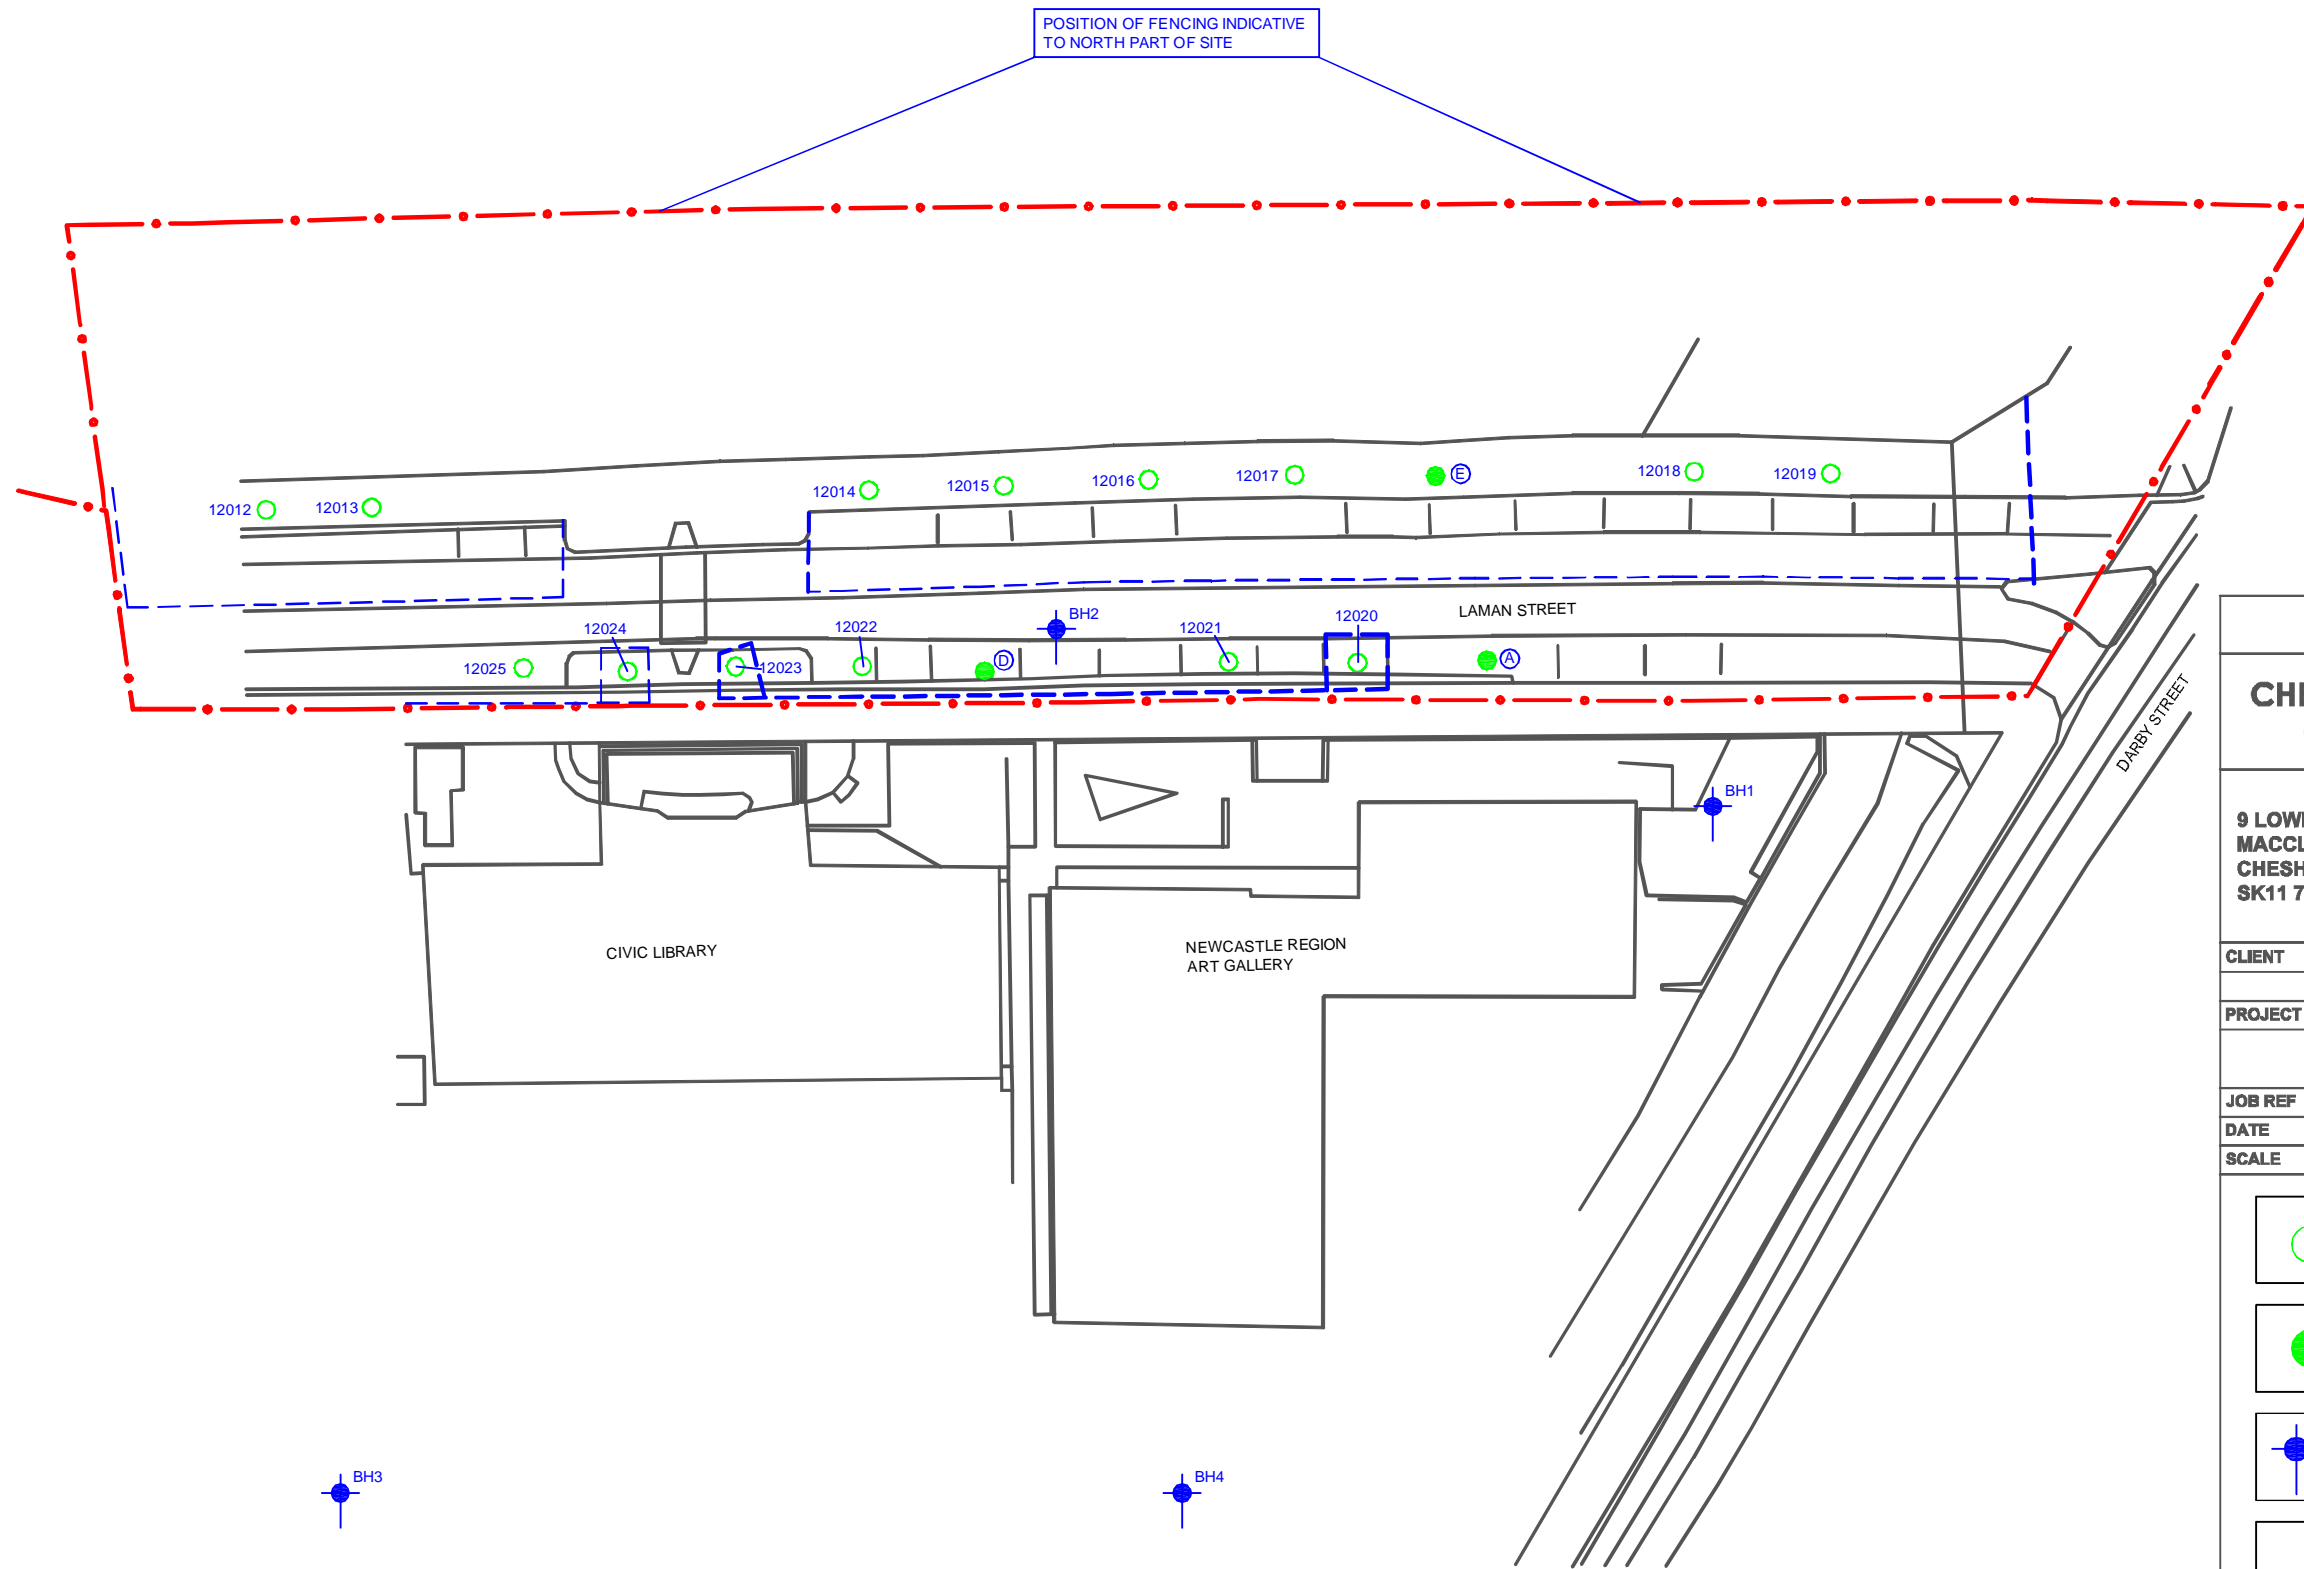 POSITION OF FENCING INDICATIVE
TO NORTH PART OF SITE
12012
12013
12014
12015
12016
12017
E
12018
12019
LAMAN STREET
BH2
12020
12021
12022
12023
12024
12025
D
A
DARBY STREET
BH1
CIVIC LIBRARY
NEWCASTLE REGION
ART GALLERY
BH3
BH4
CLIENT
PROJECT
JOB REF
DATE
SCALE
SK11 7